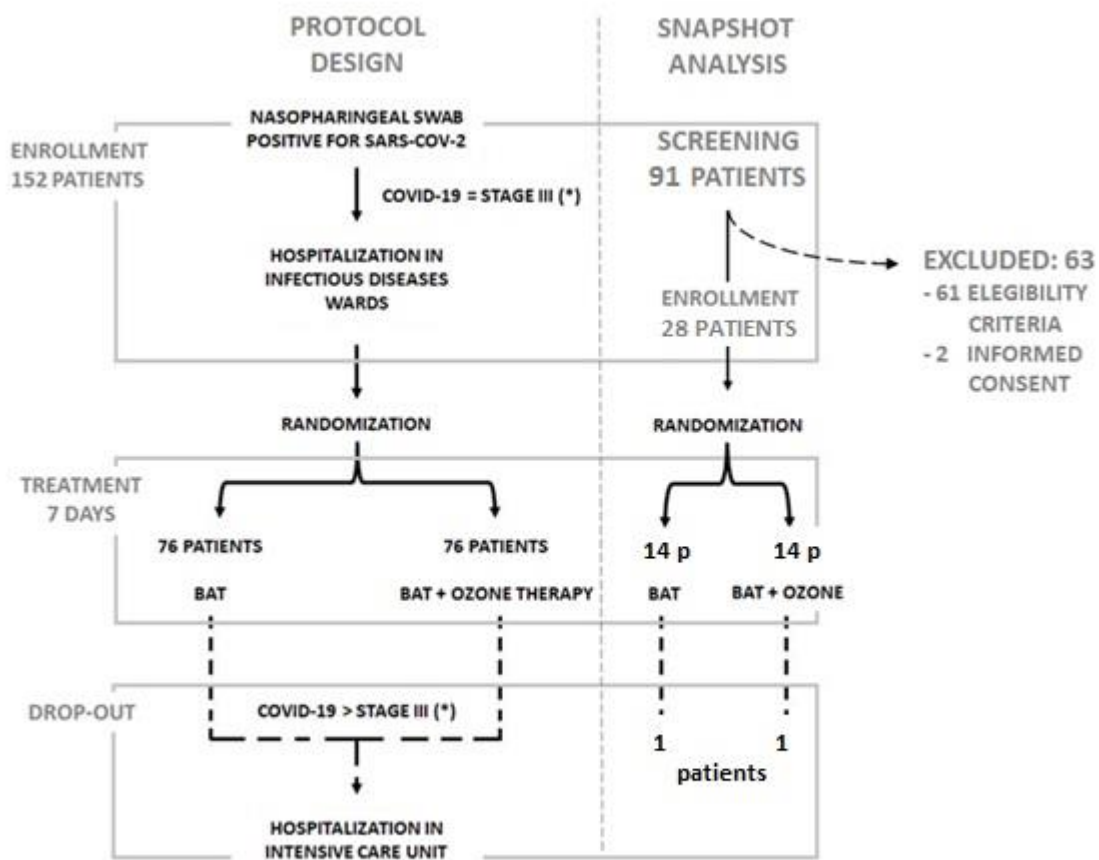 PROTOCOL
DESIGN
SNAPSHOT
ANALYSIS
ENROLLMENT
152 PATIENTS
NASOPHARINGEAL SWAB
POSITIVE FOR SARS-COV-2
COVID-19 = STAGE III (*)
HOSPITALIZATION IN
INFECTIOUS DISEASES
WARDS
SCREENING
91 PATIENTS
ENROLLMENT
28 PATIENTS
EXCLUDED: 63
- 61 ELEGIBILITY
CRITERIA
- 2 INFORMED
CONSENT
RANDOMIZATION
RANDOMIZATION
TREATMENT
7 DAYS
76 PATIENTS
76 PATIENTS
BAT
BAT + OZONE THERAPY
14 p
14 p
BAT
BAT + OZONE
DROP-OUT
COVID-19 > STAGE III (*)
HOSPITALIZATION IN
INTENSIVE CARE UNIT
1
1
patients